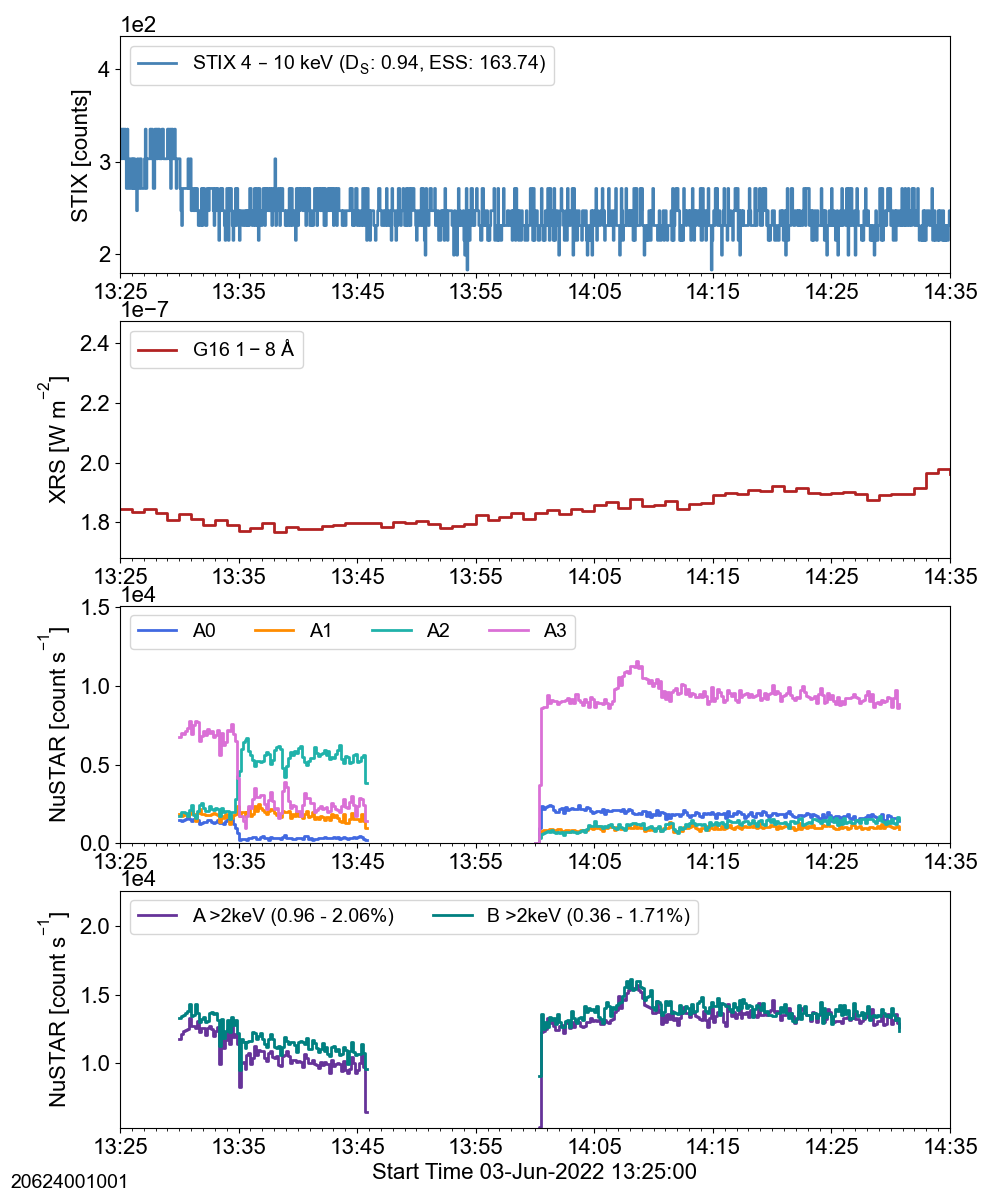 1e2
STIX 4 – 10 keV (DS: 0.94, ESS: 163.74)
STIX [counts]
4
3
2
13:25 13:35 13:45 13:55 14:05 14:15 14:25 14:35
1e−7
G16 1 − 8 Å
XRS [W m−2]
2.4
2.2
2.0
1.8
13:25 13:35 13:45 13:55 14:05 14:15 14:25 14:35
1e4
A0 A1 A2 A3
NuSTAR [count s−1]
1.5
1.0
0.5
0.0
13:25 13:35 13:45 13:55 14:05 14:15 14:25 14:35
1e4
A >2keV (0.96 - 2.06%) B >2keV (0.36 - 1.71%)
NuSTAR [count s−1]
2.0
1.5
1.0
13:25 13:35 13:45 13:55 14:05 14:15 14:25 14:35
Start Time 03-Jun-2022 13:25:00
20624001001